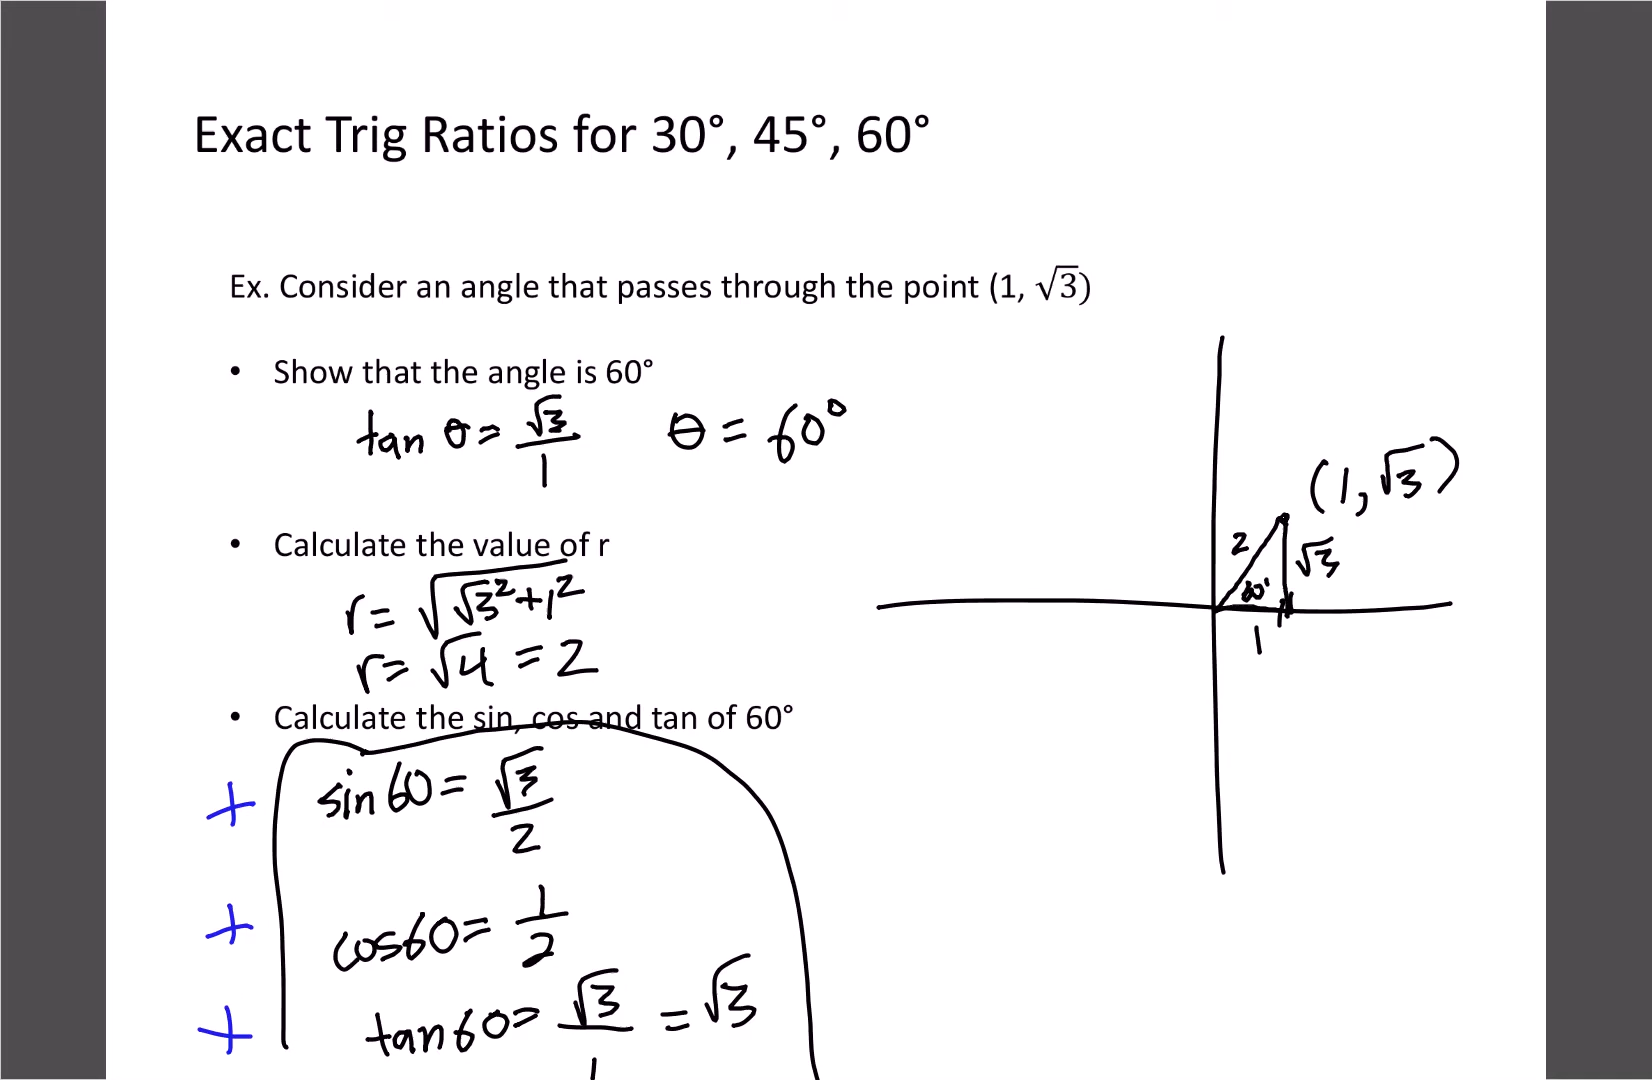 Exact Trig Ratios for 30°, 45°, 60°
Ex. Consider an angle that passes through the point (1, √3)
• Show that the angle is 60°
tan θ = √3/1 θ = 60°
(1, √3)
• Calculate the value of r
2 √3
60°
r = √(√3² + 1²)
1
r = √4 = 2
• Calculate the sin, cos and tan of 60°
+ sin 60 = √3/2
+ cos 60 = 1/2
+ tan 60 = √3/1 = √3